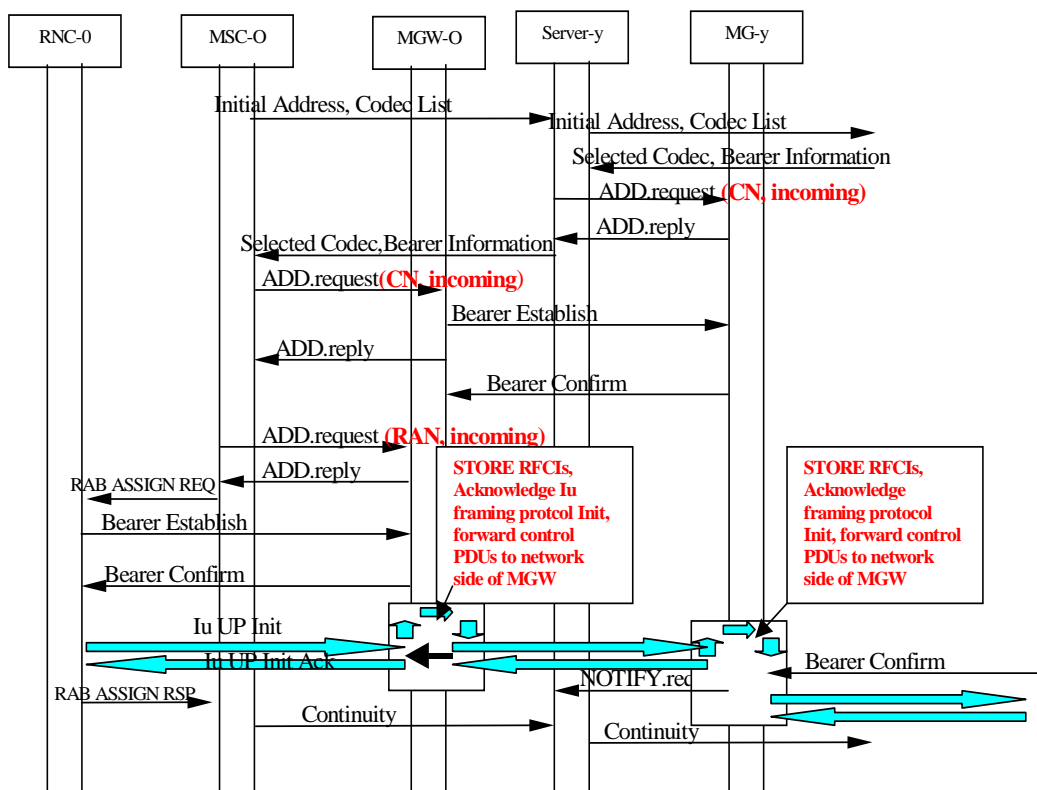 RNC-0
MSC-O
MGW-O
Server-y
MG-y
Initial Address, Codec List
Initial Address, Codec List
Selected Codec, Bearer Information
ADD.request (CN, incoming)
ADD.reply
Selected Codec,Bearer Information
ADD.request(CN, incoming)
Bearer Establish
ADD.reply
Bearer Confirm
ADD.request (RAN, incoming)
ADD.reply
RAB ASSIGN REQ
Bearer Establish
Bearer Confirm
STORE RFCIs,
Acknowledge Iu
framing protcol Init,
forward control
PDUs to network
side of MGW
STORE RFCIs,
Acknowledge
framing protocol
Init, forward control
PDUs to network
side of MGW
Iu UP Init
Iu UP Init Ack
Bearer Confirm
RAB ASSIGN RSP
NOTIFY.req
Continuity
Continuity